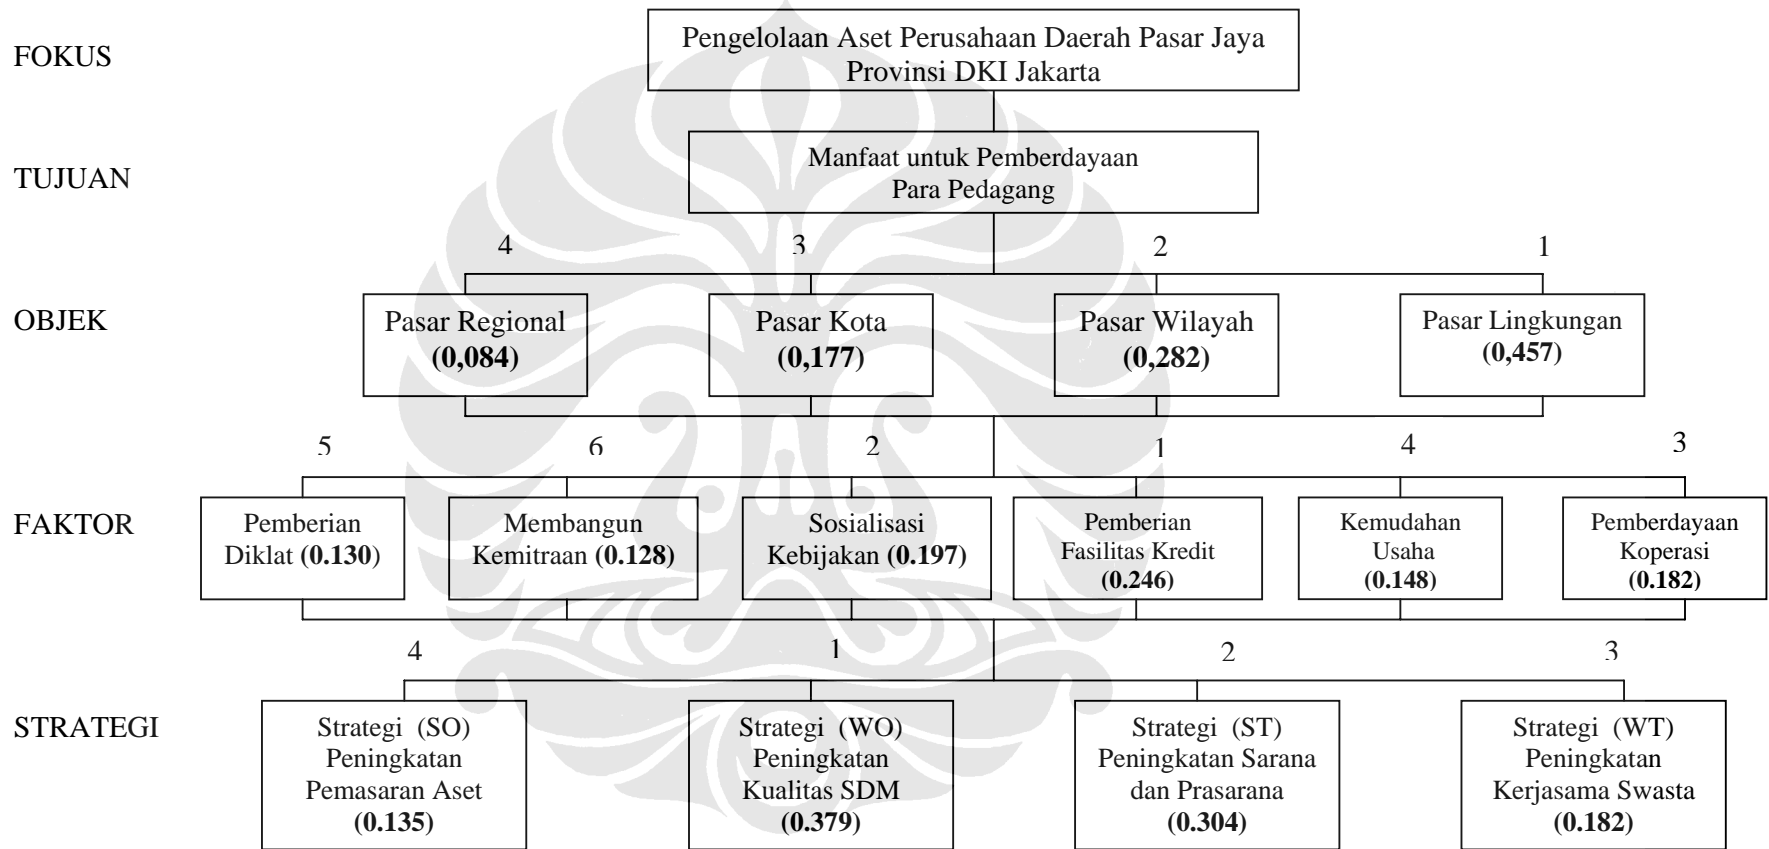 FOKUS
Pengelolaan Aset Perusahaan Daerah Pasar Jaya
Provinsi DKI Jakarta
TUJUAN
Manfaat untuk Pemberdayaan
Para Pedagang
4 3 2 1
OBJEK
Pasar Regional
(0,084)
Pasar Kota
(0,177)
Pasar Wilayah
(0,282)
Pasar Lingkungan
(0,457)
5 6 2 1 4 3
FAKTOR
Pemberian
Diklat (0.130)
Membangun
Kemitraan (0.128)
Sosialisasi
Kebijakan (0.197)
Pemberian
Fasilitas Kredit
(0.246)
Kemudahan
Usaha
(0.148)
Pemberdayaan
Koperasi
(0.182)
4 1 2 3
STRATEGI
Strategi (SO)
Peningkatan
Pemasaran Aset
(0.135)
Strategi (WO)
Peningkatan
Kualitas SDM
(0.379)
Strategi (ST)
Peningkatan Sarana
dan Prasarana
(0.304)
Strategi (WT)
Peningkatan
Kerjasama Swasta
(0.182)